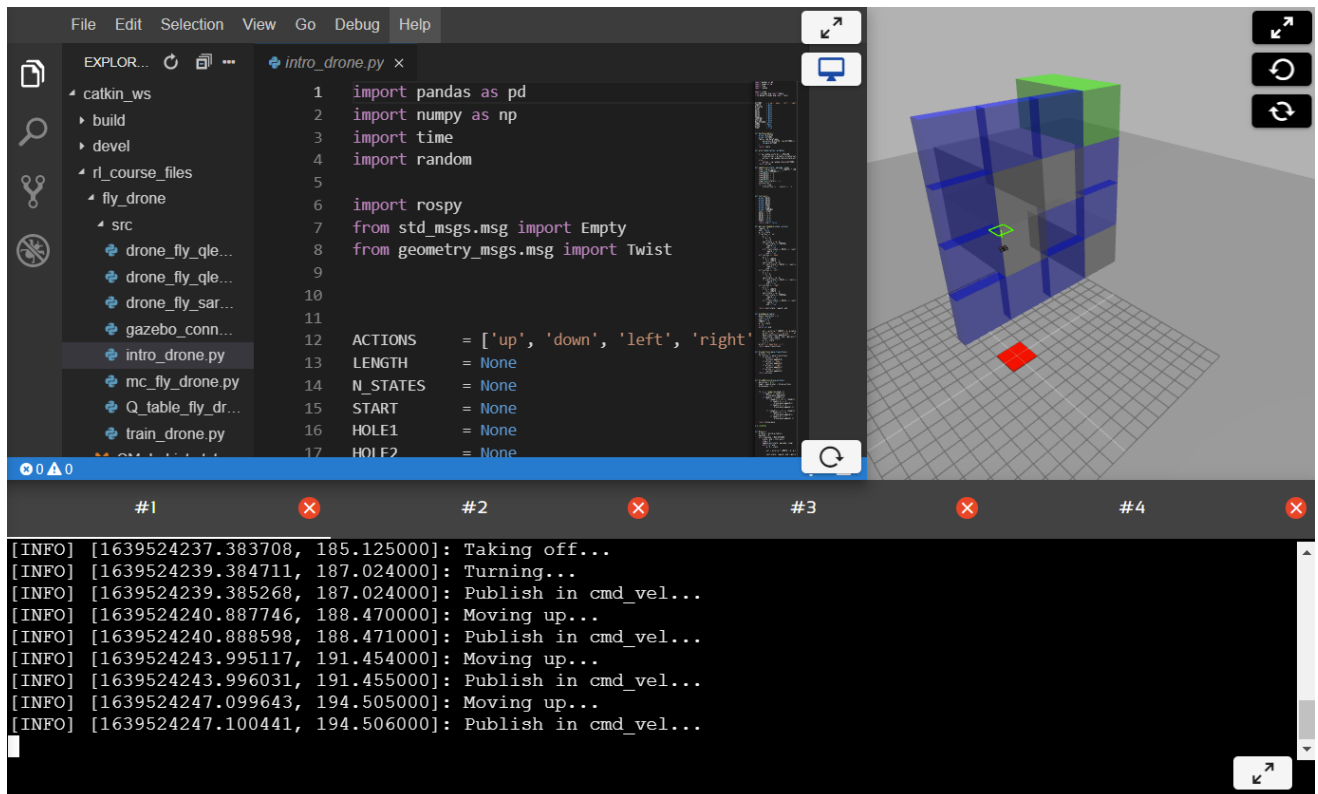 File Edit Selection View Go Debug Help
EXPLOR... intro_drone.py ×
catkin_ws
build
devel
rl_course_files
fly_drone
src
drone_fly_qle...
drone_fly_qle...
drone_fly_sar...
gazebo_conn...
intro_drone.py
mc_fly_drone.py
Q_table_fly_dr...
train_drone.py
1 import pandas as pd
2 import numpy as np
3 import time
4 import random
5
6 import rospy
7 from std_msgs.msg import Empty
8 from geometry_msgs.msg import Twist
9
10
11
12 ACTIONS = ['up', 'down', 'left', 'right'
13 LENGTH = None
14 N_STATES = None
15 START = None
16 HOLE1 = None
17 HOLE2 = None
0 0
#1 #2 #3 #4
[INFO] [1639524237.383708, 185.125000]: Taking off...
[INFO] [1639524239.384711, 187.024000]: Turning...
[INFO] [1639524239.385268, 187.024000]: Publish in cmd_vel...
[INFO] [1639524240.887746, 188.470000]: Moving up...
[INFO] [1639524240.888598, 188.471000]: Publish in cmd_vel...
[INFO] [1639524243.995117, 191.454000]: Moving up...
[INFO] [1639524243.996031, 191.455000]: Publish in cmd_vel...
[INFO] [1639524247.099643, 194.505000]: Moving up...
[INFO] [1639524247.100441, 194.506000]: Publish in cmd_vel...